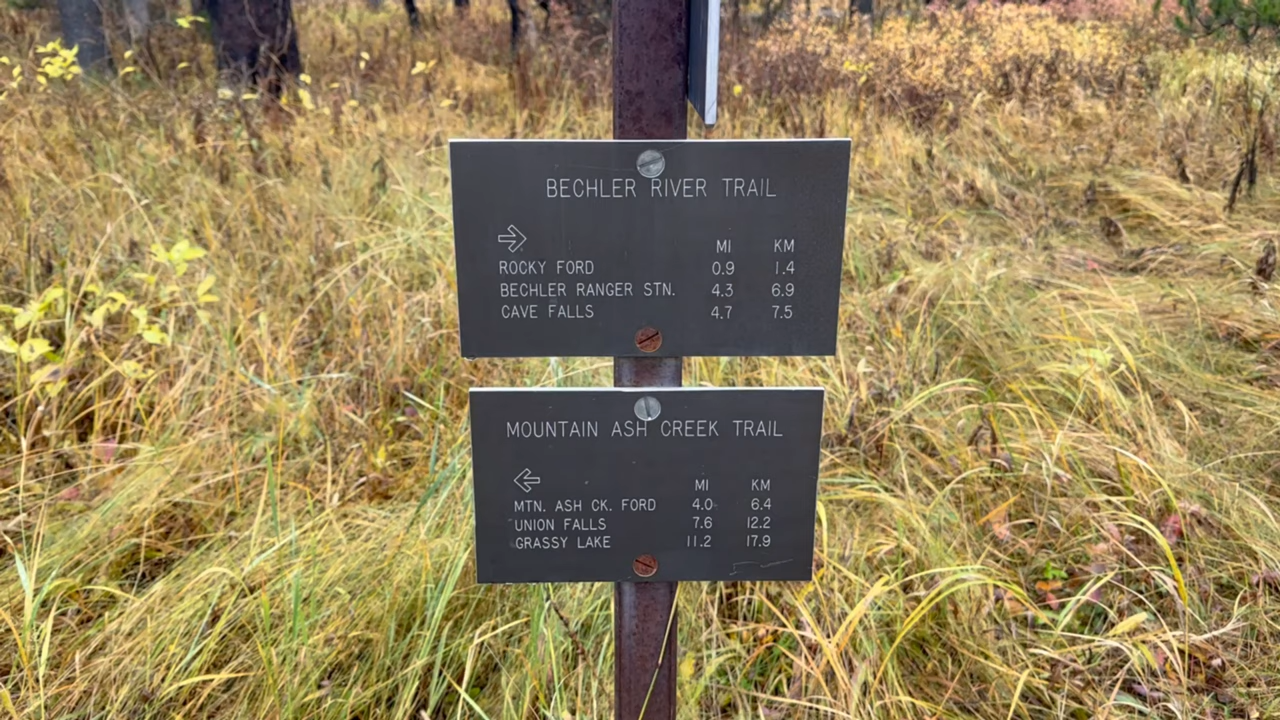 BECHLER RIVER TRAIL
MI KM
ROCKY FORD 0.9 1.4
BECHLER RANGER STN. 4.3 6.9
CAVE FALLS 4.7 7.5
MOUNTAIN ASH CREEK TRAIL
MI KM
MTN. ASH CK. FORD 4.0 6.4
UNION FALLS 7.6 12.2
GRASSY LAKE 11.2 17.9